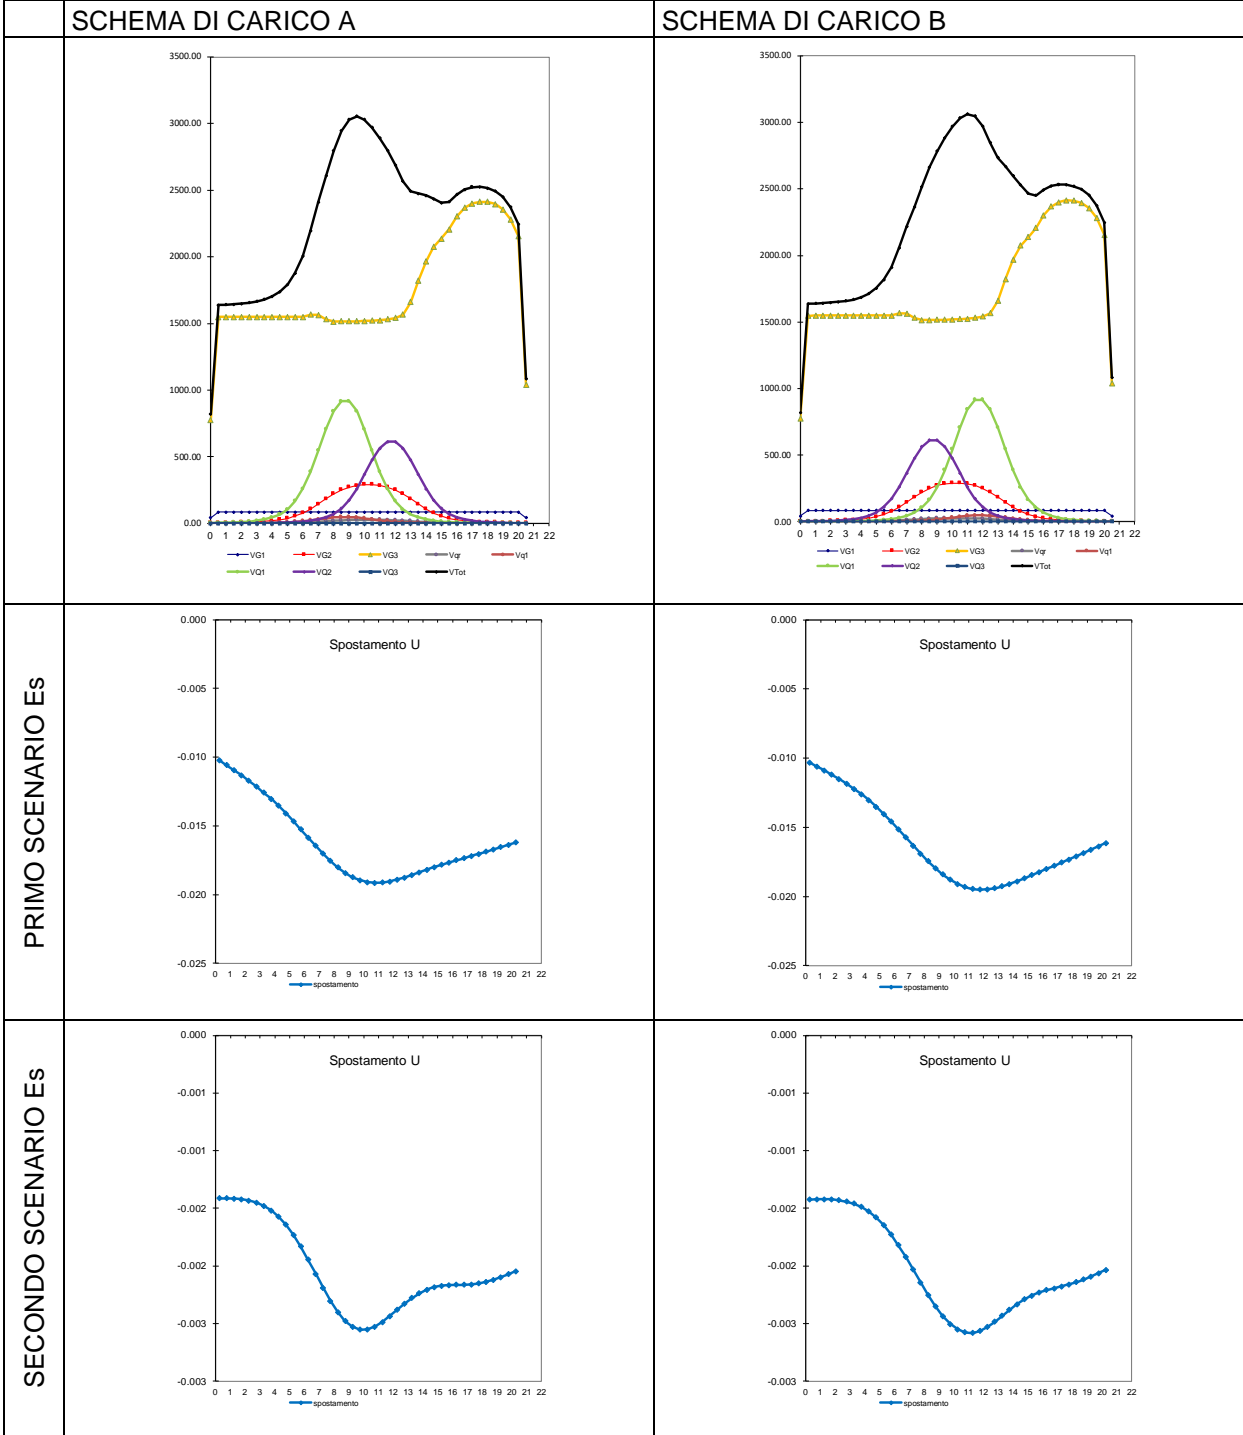 SCHEMA DI CARICO A
SCHEMA DI CARICO B
3500.00
3000.00
2500.00
2000.00
1500.00
1000.00
500.00
0.00
0 1 2 3 4 5 6 7 8 9 10 11 12 13 14 15 16 17 18 19 20 21 22
VG1 VG2 VG3 Vqr Vq1
VQ1 VQ2 VQ3 VTot
3500.00
3000.00
2500.00
2000.00
1500.00
1000.00
500.00
0.00
0 1 2 3 4 5 6 7 8 9 10 11 12 13 14 15 16 17 18 19 20 21 22
VG1 VG2 VG3 Vqr Vq1
VQ1 VQ2 VQ3 VTot
PRIMO SCENARIO Es
Spostamento U
0.000
-0.005
-0.010
-0.015
-0.020
-0.025
0 1 2 3 4 5 6 7 8 9 10 11 12 13 14 15 16 17 18 19 20 21 22
spostamento
Spostamento U
0.000
-0.005
-0.010
-0.015
-0.020
-0.025
0 1 2 3 4 5 6 7 8 9 10 11 12 13 14 15 16 17 18 19 20 21 22
spostamento
SECONDO SCENARIO Es
Spostamento U
0.000
-0.001
-0.001
-0.002
-0.002
-0.003
-0.003
0 1 2 3 4 5 6 7 8 9 10 11 12 13 14 15 16 17 18 19 20 21 22
spostamento
Spostamento U
0.000
-0.001
-0.001
-0.002
-0.002
-0.003
-0.003
0 1 2 3 4 5 6 7 8 9 10 11 12 13 14 15 16 17 18 19 20 21 22
spostamento